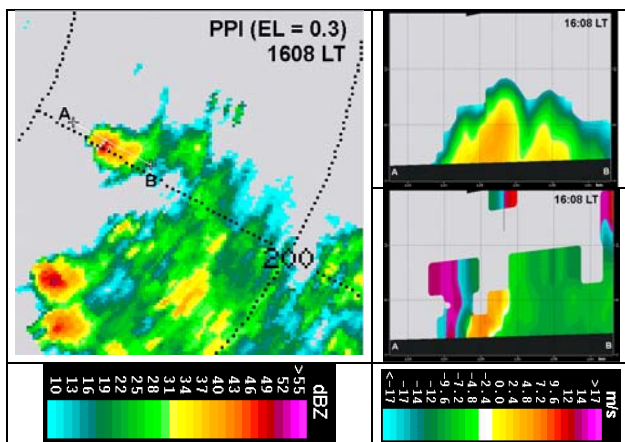 PPI (EL = 0.3)
1608 LT
A
B
200
16:08 LT
A
B
16:08 LT
A
B
10 13 16 19 22 25 28 31 34 37 40 43 46 49 52 >55
dBZ
<-17 -14 -12 -9.6 -7.2 -4.8 -2.4 0.0 2.4 4.8 7.2 9.6 12 14 >17
m/s